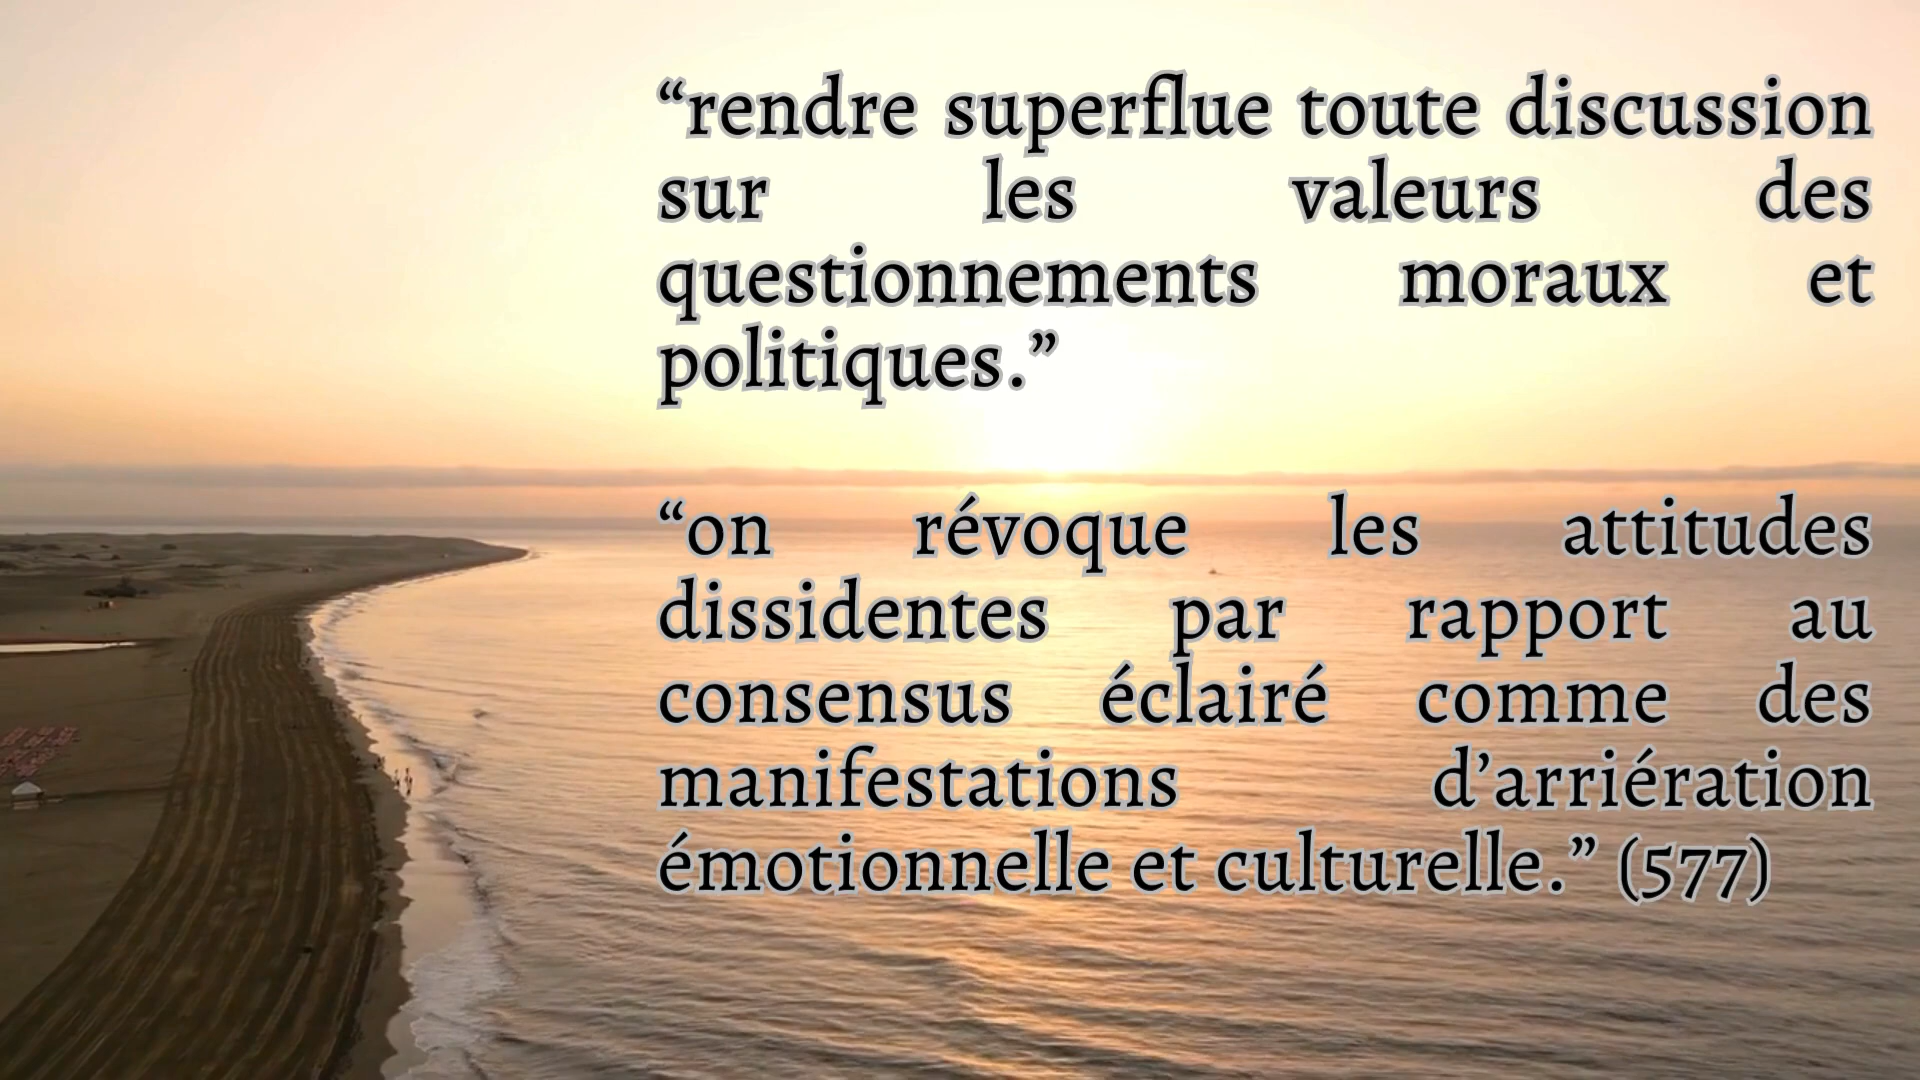 “rendre superflue toute discussion
sur les valeurs des
questionnements moraux et
politiques.”
“on révoque les attitudes
dissidentes par rapport au
consensus éclairé comme des
manifestations d’arriération
émotionnelle et culturelle.” (577)